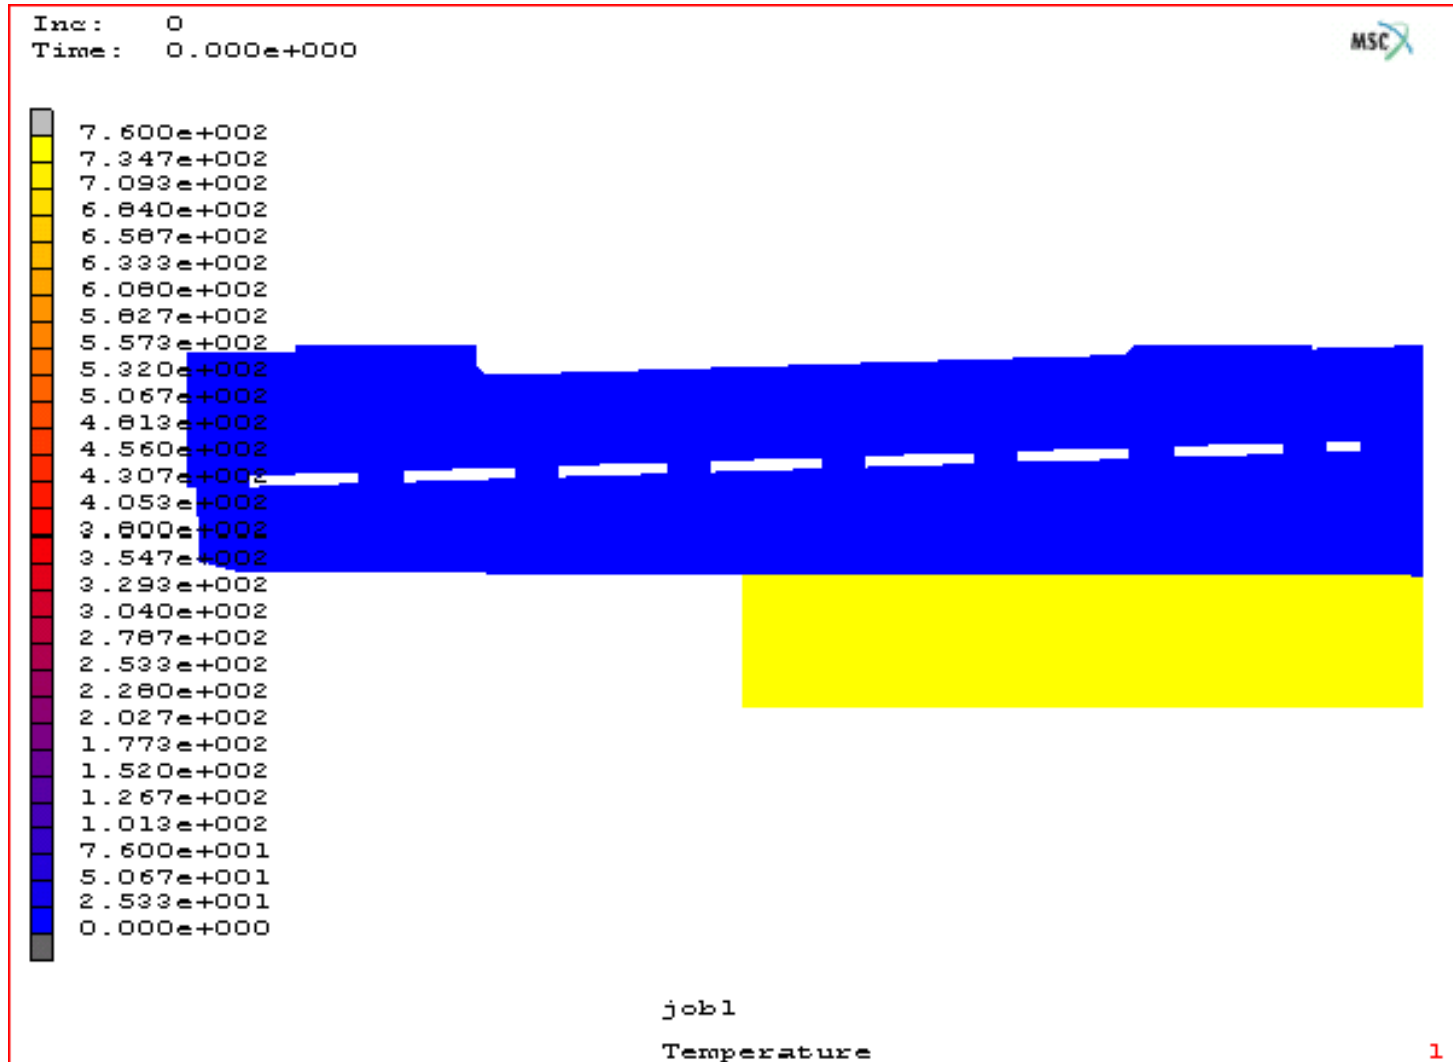 Inc: 0
Time: 0.000e+000
MSC
7.600e+002
7.347e+002
7.093e+002
6.840e+002
6.587e+002
6.333e+002
6.080e+002
5.827e+002
5.573e+002
5.320e+002
5.067e+002
4.813e+002
4.560e+002
4.307e+002
4.053e+002
3.800e+002
3.547e+002
3.293e+002
3.040e+002
2.787e+002
2.533e+002
2.280e+002
2.027e+002
1.773e+002
1.520e+002
1.267e+002
1.013e+002
7.600e+001
5.067e+001
2.533e+001
0.000e+000
job1
Temperature
1